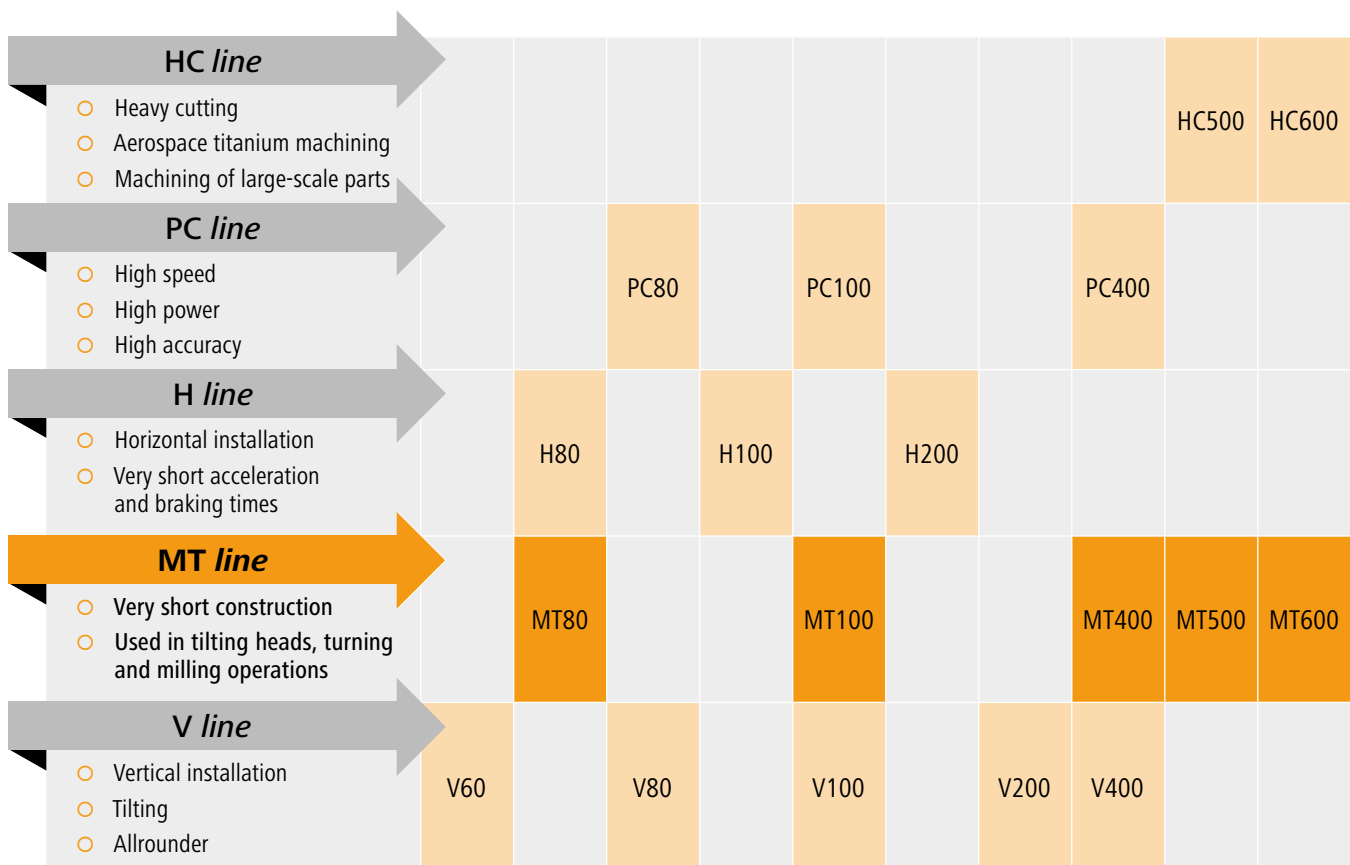 HC line
Heavy cutting
Aerospace titanium machining
Machining of large-scale parts
HC500 HC600
PC line
High speed
High power
High accuracy
PC80 PC100 PC400
H line
Horizontal installation
Very short acceleration
and braking times
H80 H100 H200
MT line
Very short construction
Used in tilting heads, turning
and milling operations
MT80 MT100 MT400 MT500 MT600
V line
Vertical installation
Tilting
Allrounder
V60 V80 V100 V200 V400